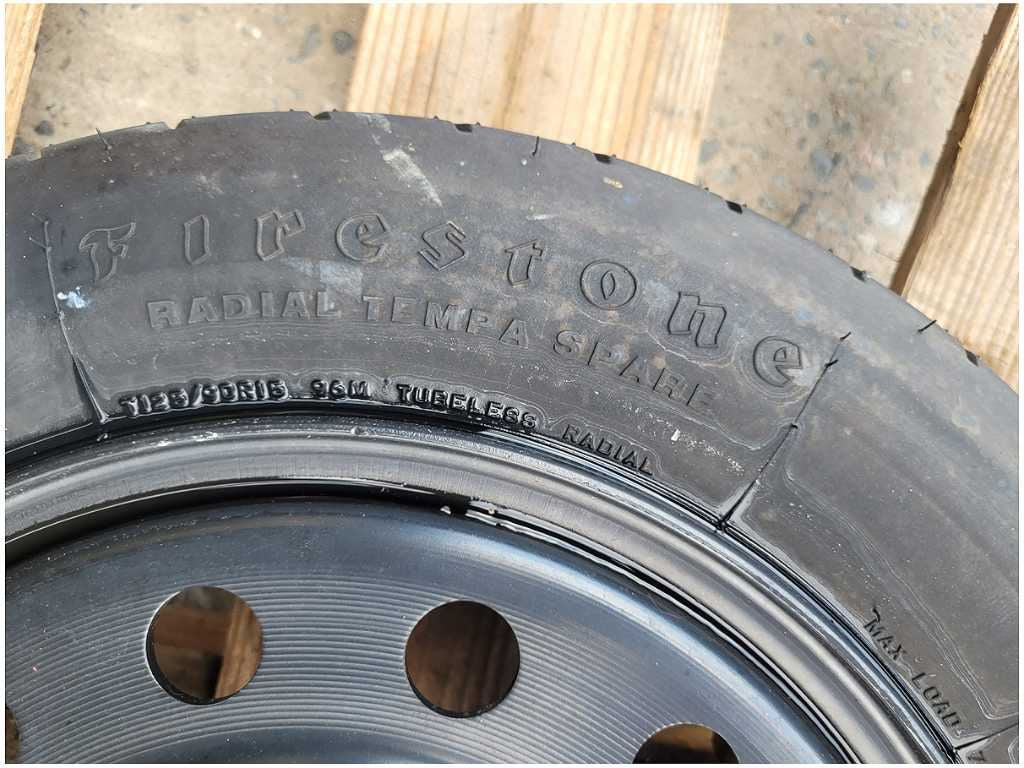 Firestone
RADIAL TEMPA SPARE
T125/90R15 96M TUBELESS RADIAL
MAX LOAD